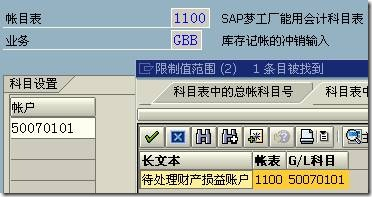 帐目表 1100 SAP梦工厂能用会计科目表
业务 GBB 库存记帐的冲销输入
限制值范围 (2) 1 条目被找到
科目设置
科目表中的总帐科目号 科目表中
帐户
50070101
长文本 帐表 G/L科目
待处理财产损益账户 1100 50070101